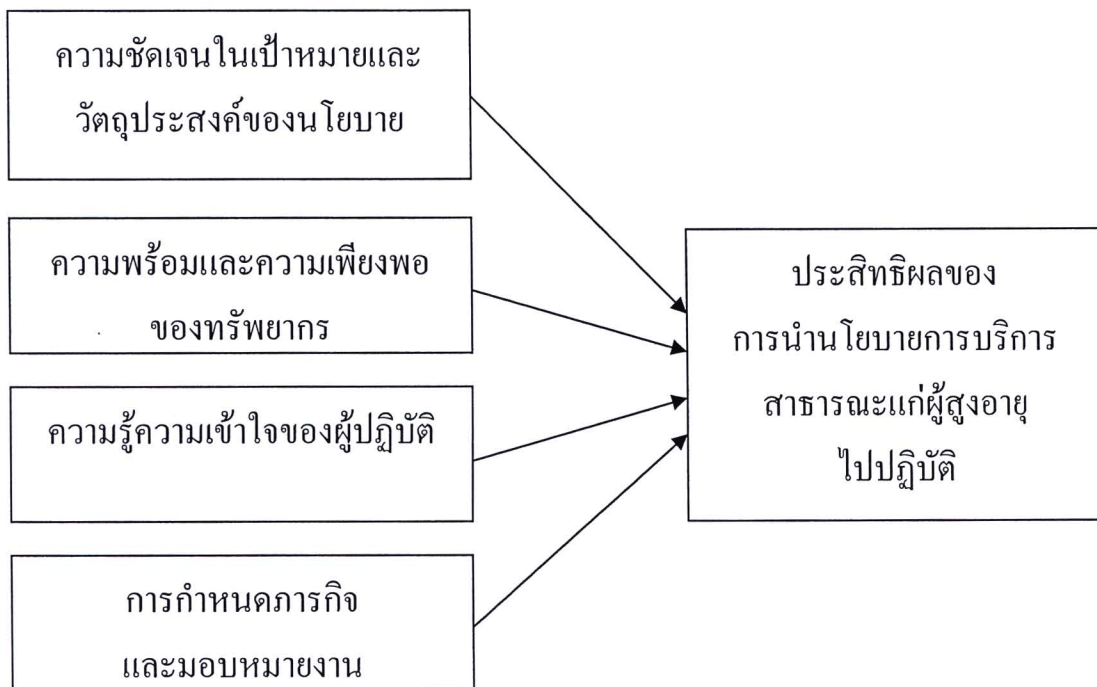 ความชัดเจนในเป้าหมายและ
วัตถุประสงค์ของนโยบาย
ความพร้อมและความเพียงพอ
ของทรัพยากร
ความรู้ความเข้าใจของผู้ปฏิบัติ
การกำหนดภารกิจ
และมอบหมายงาน
ประสิทธิผลของ
การนำนโยบายการบริการ
สาธารณะแก่ผู้สูงอายุ
ไปปฏิบัติ